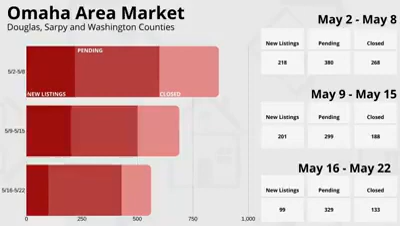 Omaha Area Market
Douglas, Sarpy and Washington Counties
PENDING
5/2-5/8
NEW LISTINGS
CLOSED
5/9-5/15
5/16-5/22
0
250
500
750
1,000
May 2 - May 8
New Listings Pending Closed
218 380 268
May 9 - May 15
New Listings Pending Closed
201 299 188
May 16 - May 22
New Listings Pending Closed
99 329 133